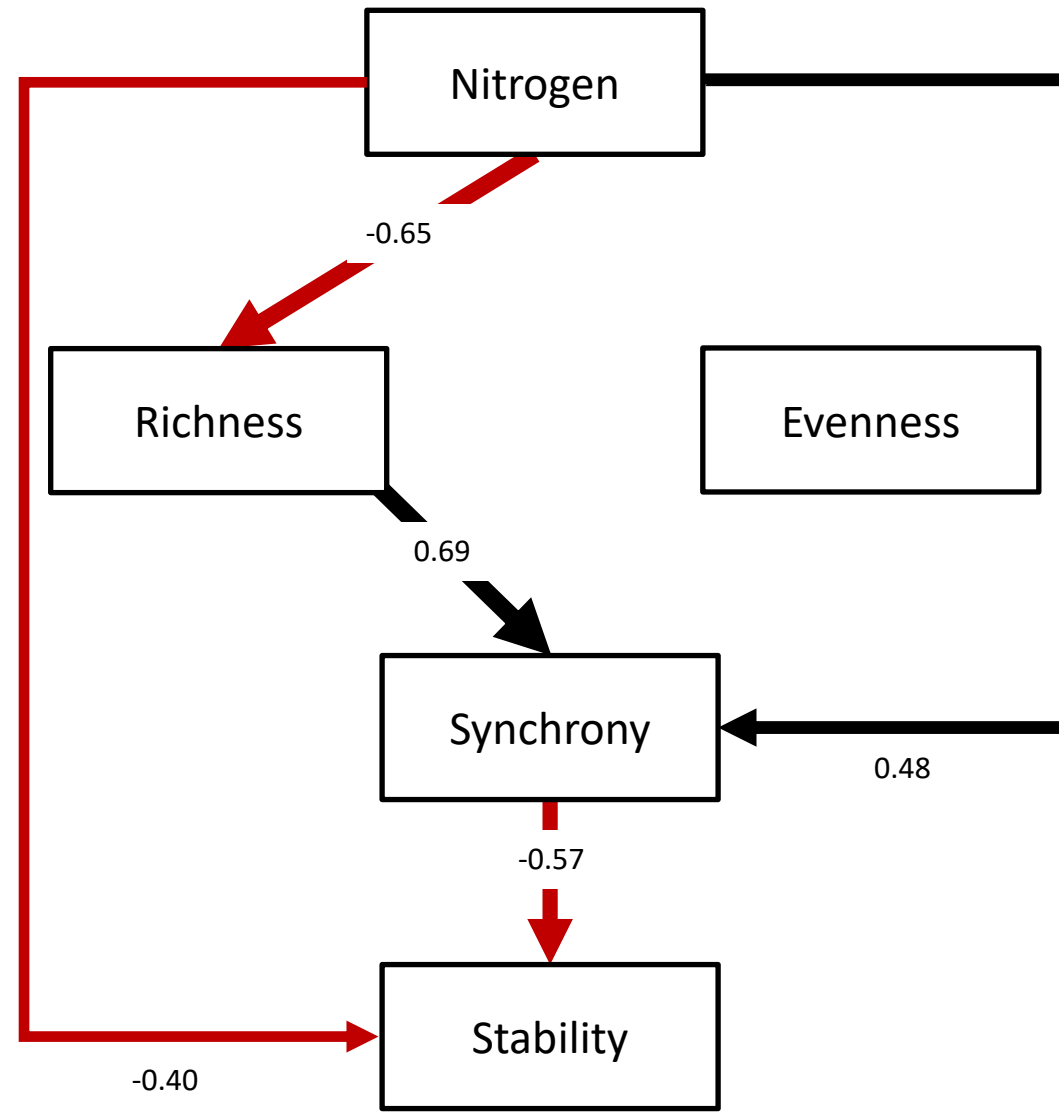 Nitrogen
-0.65
Richness
Evenness
0.69
Synchrony
0.48
-0.57
Stability
-0.40